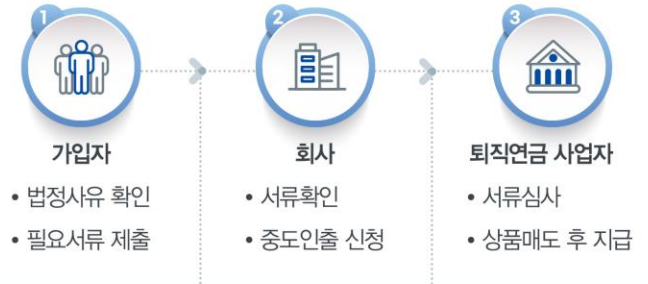 1
가입자
• 법정사유 확인
• 필요서류 제출
2
회사
• 서류확인
• 중도인출 신청
3
퇴직연금 사업자
• 서류심사
• 상품매도 후 지급